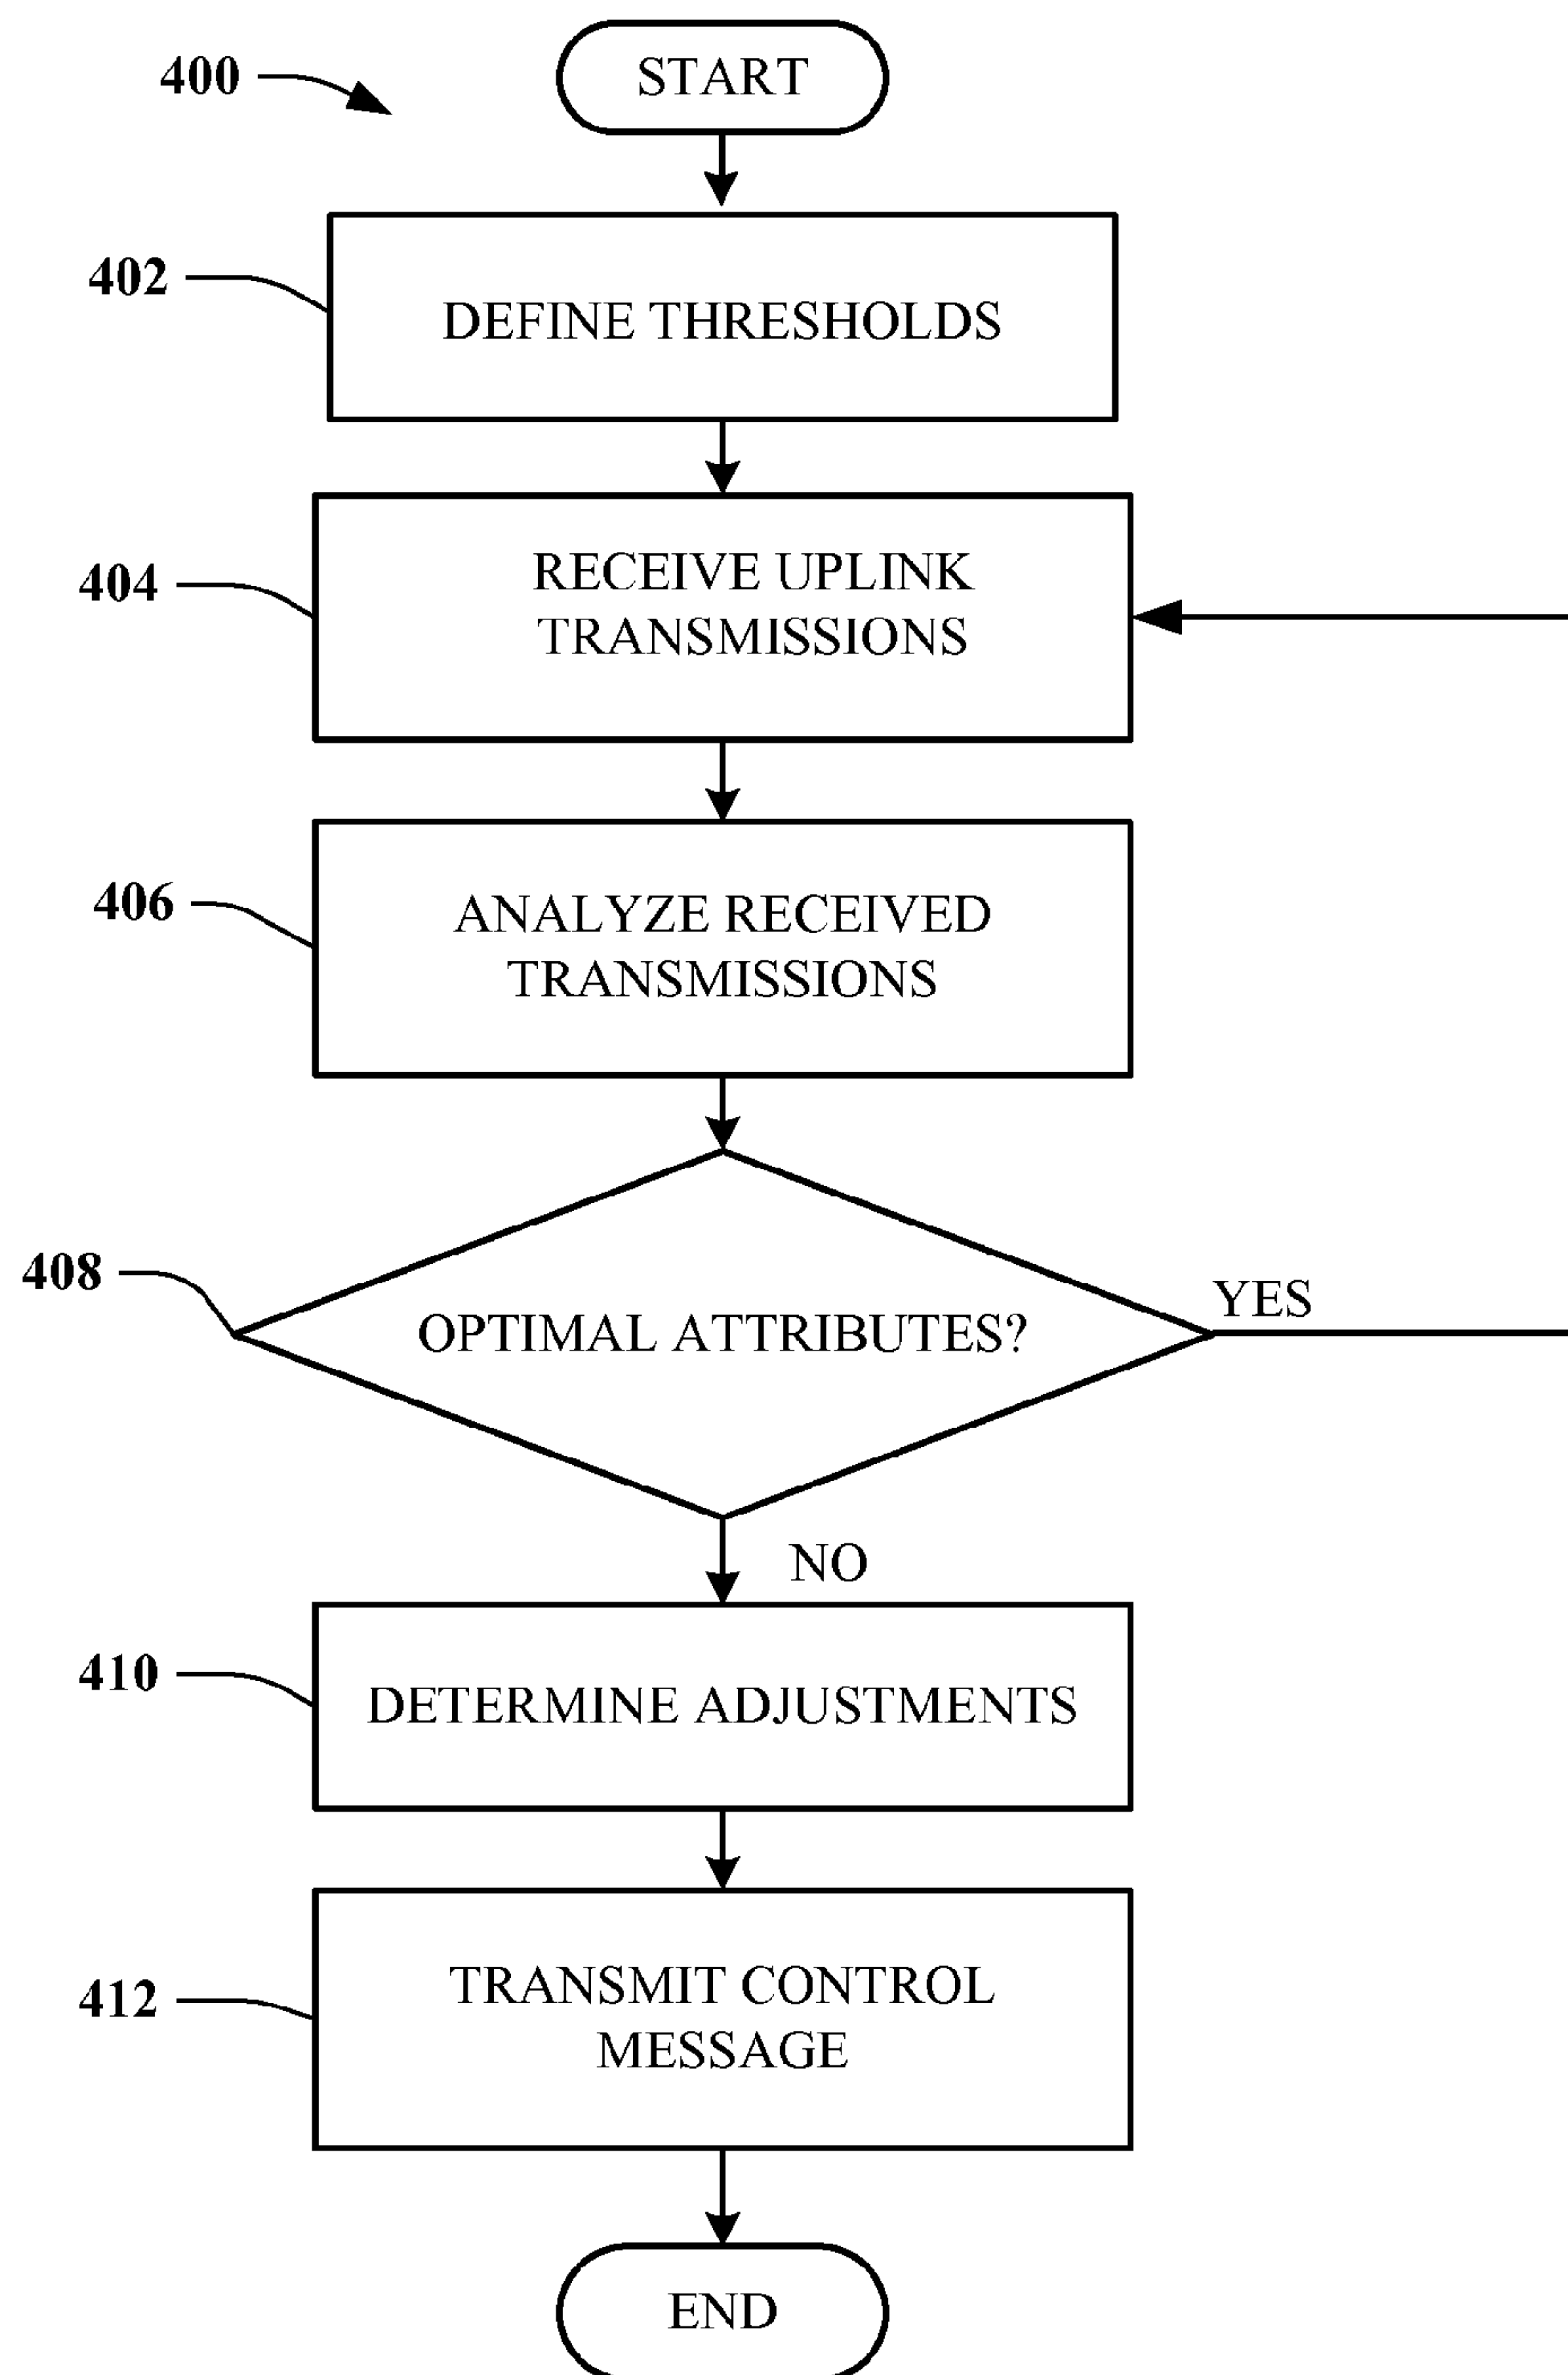 400
START
402
DEFINE THRESHOLDS
404
RECEIVE UPLINK
TRANSMISSIONS
406
ANALYZE RECEIVED
TRANSMISSIONS
408
OPTIMAL ATTRIBUTES?
YES
NO
410
DETERMINE ADJUSTMENTS
412
TRANSMIT CONTROL
MESSAGE
END